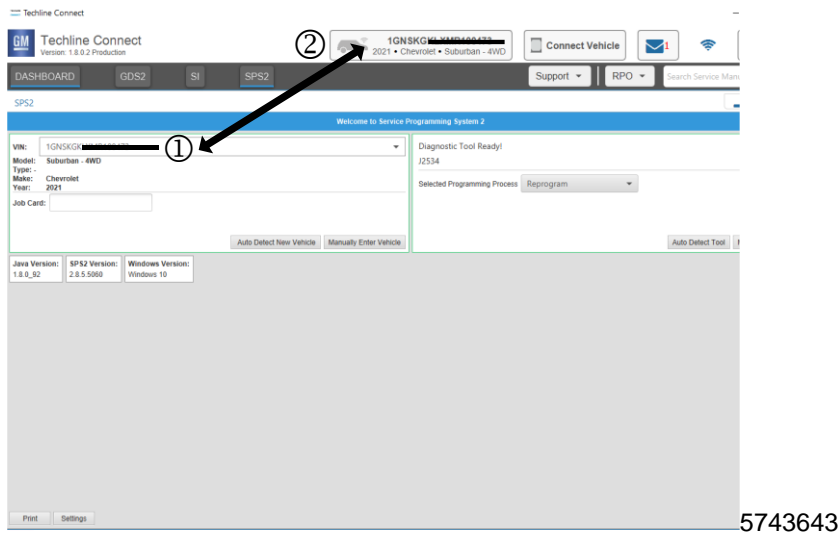 Techline Connect
GM
Techline Connect
Version: 1.8.0.2 Production
②
2021 • Chevrolet • Suburban - 4WD
Connect Vehicle
1
DASHBOARD
GDS2
SI
SPS2
Support
RPO
Search Service
SPS2
Welcome to Service Programming System 2
VIN:
①
Model: Suburban - 4WD
Type: -
Make: Chevrolet
Year: 2021
Job Card:
Auto Detect New Vehicle
Manually Enter Vehicle
Diagnostic Tool Ready!
J2534
Selected Programming Process
Reprogram
Auto Detect Tool
Java Version:
1.8.0_92
SPS2 Version:
2.8.5.5060
Windows Version:
Windows 10
Print
Settings
5743643